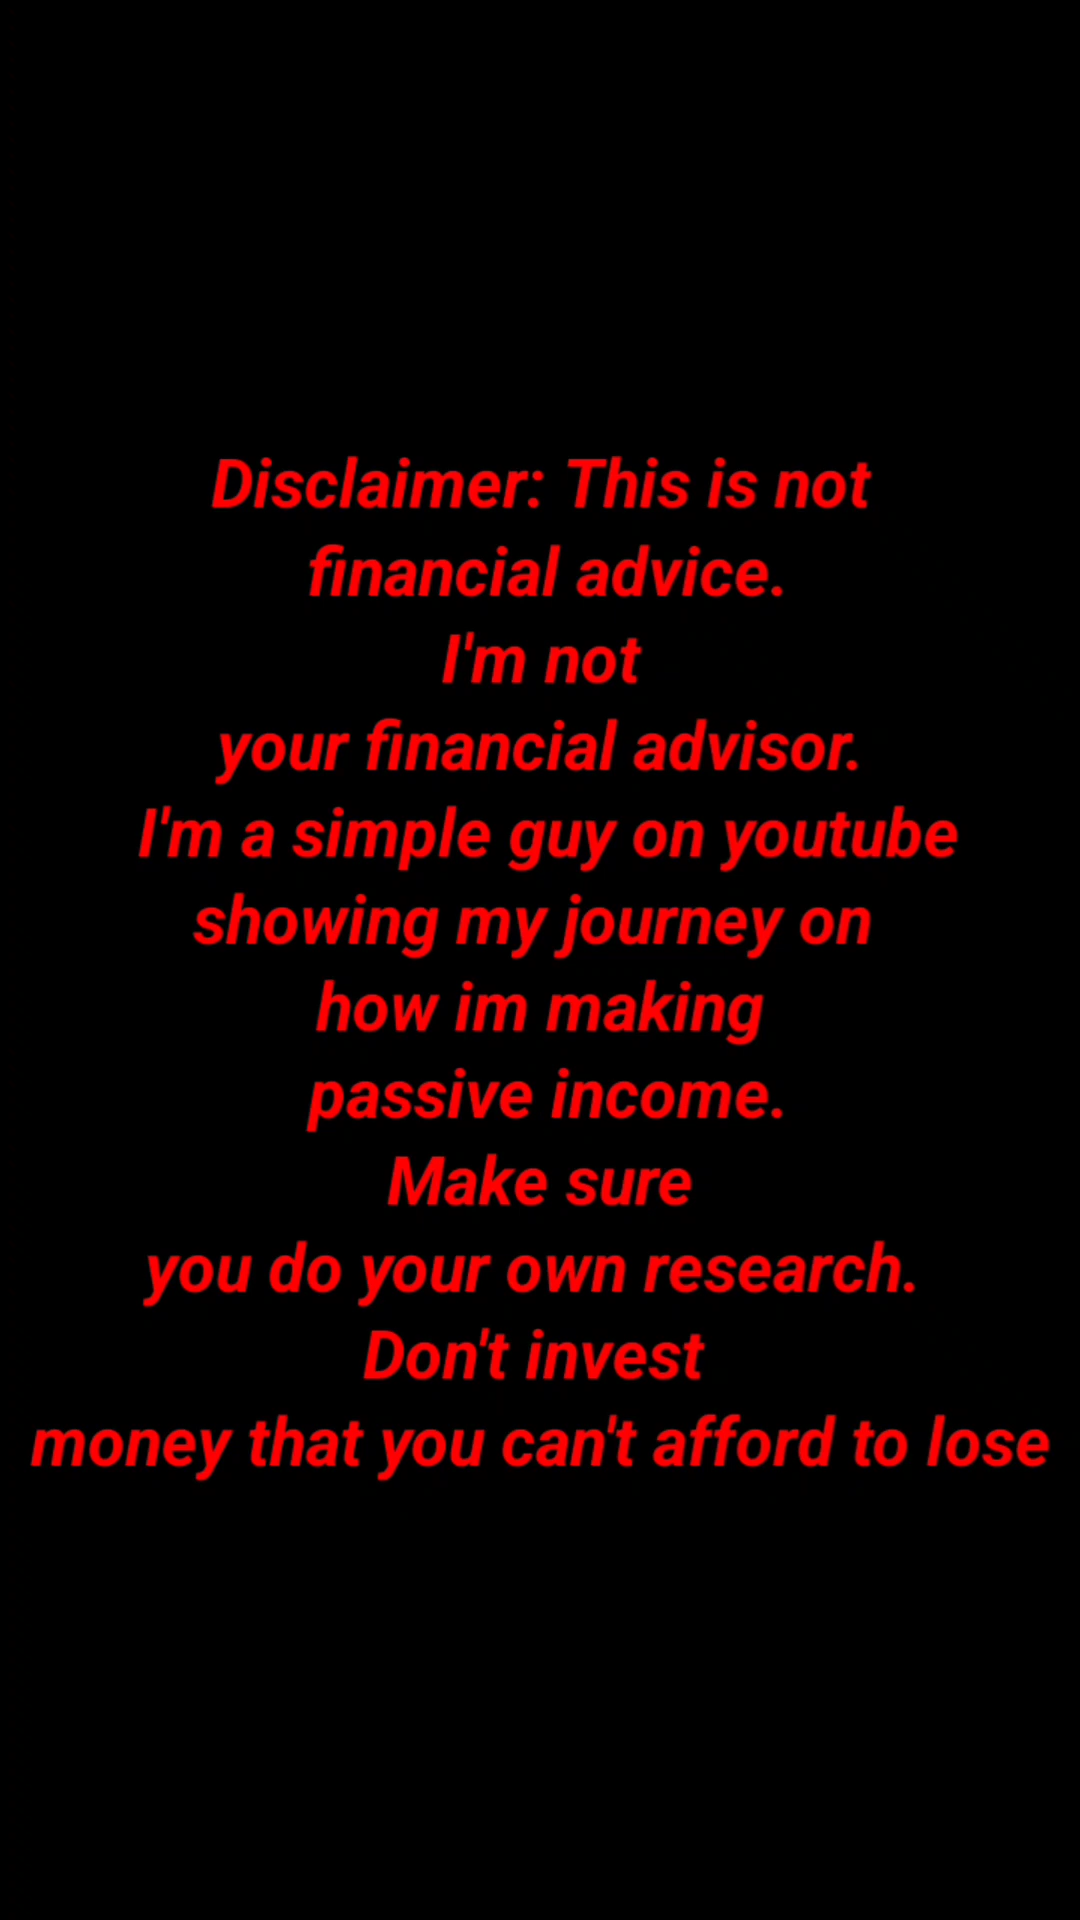 Disclaimer: This is not
financial advice.
I'm not
your financial advisor.
I'm a simple guy on youtube
showing my journey on
how im making
passive income.
Make sure
you do your own research.
Don't invest
money that you can't afford to lose